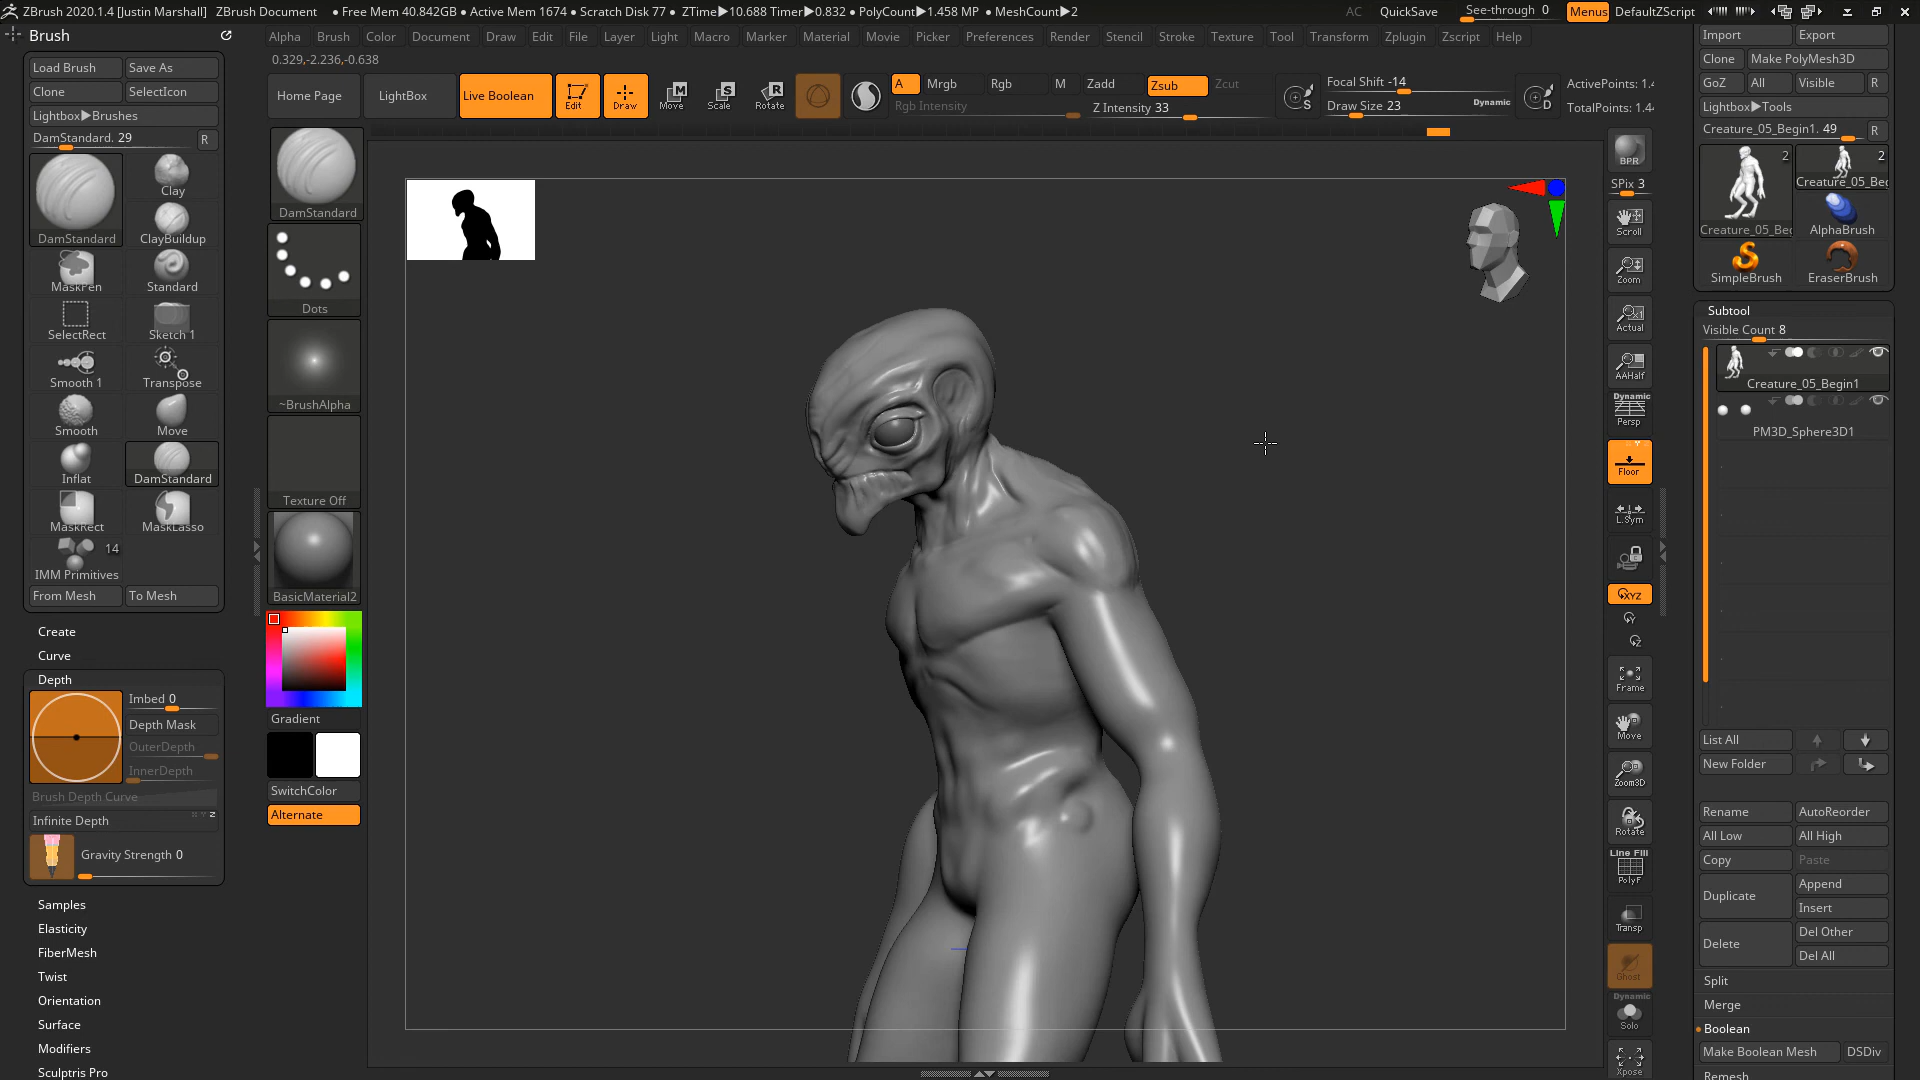 ZBrush 2020.1.4 [Justin Marshall] ZBrush Document ● Free Mem 40.842GB ● Active Mem 1674 ● Scratch Disk 77 ● ZTime▶10.688 Timer▶0.832 ● PolyCount▶1.458 MP ● MeshCount▶2 AC QuickSave See-through 0 Menus DefaultZScript
Brush
Alpha Brush Color Document Draw Edit File Layer Light Macro Marker Material Movie Picker Preferences Render Stencil Stroke Texture Tool Transform Zplugin Zscript Help
0.329,-2.236,-0.638
Load Brush Save As
Clone SelectIcon
Lightbox▶Brushes
DamStandard. 29 R
DamStandard
Clay
ClayBuildup
MaskPen Standard
SelectRect Sketch 1
Smooth 1 Transpose
Smooth Move
Inflat DamStandard
MaskRect MaskLasso
14
IMM Primitives
From Mesh To Mesh
Create
Curve
Depth
Imbed 0
Depth Mask
OuterDepth
InnerDepth
Brush Depth Curve
Infinite Depth
Gravity Strength 0
Samples
Elasticity
FiberMesh
Twist
Orientation
Surface
Modifiers
Sculptris Pro
Home Page LightBox Live Boolean Edit Draw Move Scale Rotate
A Mrgb Rgb M Zadd Zsub Zcut
Rgb Intensity Z Intensity 33
Focal Shift -14
Draw Size 23 Dynamic
ActivePoints: 1.4
TotalPoints: 1.44
DamStandard
Dots
~BrushAlpha
Texture Off
BasicMaterial2
Gradient
SwitchColor
Alternate
BPR
SPix 3
Scroll
Zoom
Actual
AAHalf
Dynamic
Persp
Floor
L.Sym
XYZ
Frame
Move
Zoom3D
Rotate
Line Fill
PolyF
Transp
Ghost
Dynamic
Solo
Xpose
Import Export
Clone Make PolyMesh3D
GoZ All Visible R
Lightbox▶Tools
Creature_05_Begin1. 49 R
2 2
Creature_05_Beg
Creature_05_Beg
AlphaBrush
SimpleBrush EraserBrush
Subtool
Visible Count 8
Creature_05_Begin1
PM3D_Sphere3D1
List All
New Folder
Rename AutoReorder
All Low All High
Copy Paste
Duplicate Append
Insert
Delete Del Other
Del All
Split
Merge
Boolean
Make Boolean Mesh DSDiv
Remesh